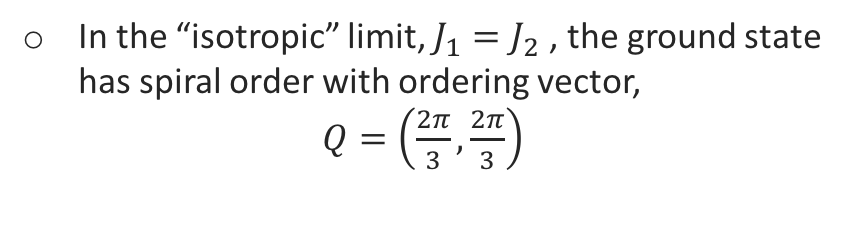 ○ In the “isotropic” limit, J₁ = J₂ , the ground state
has spiral order with ordering vector,
Q = (2π/3, 2π/3)